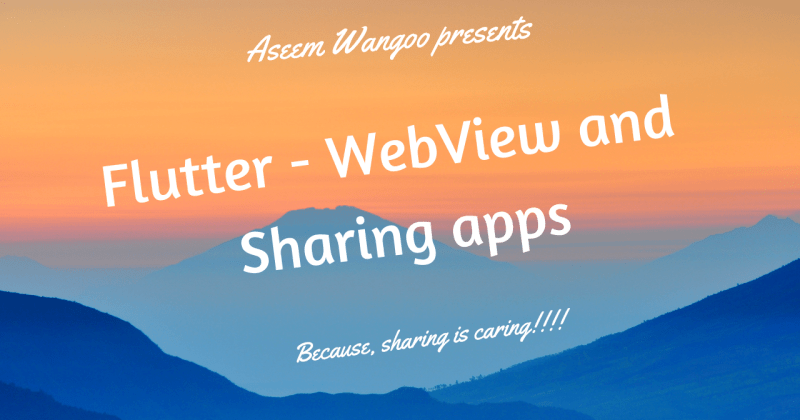 Aseem Wangoo presents
Flutter - WebView and
Sharing apps
Because, sharing is caring!!!!